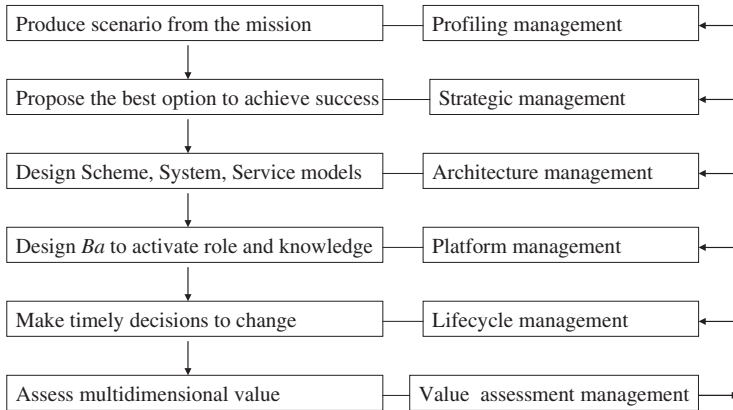 Produce scenario from the mission
Profiling management
Propose the best option to achieve success
Strategic management
Design Scheme, System, Service models
Architecture management
Design Ba to activate role and knowledge
Platform management
Make timely decisions to change
Lifecycle management
Assess multidimensional value
Value assessment management